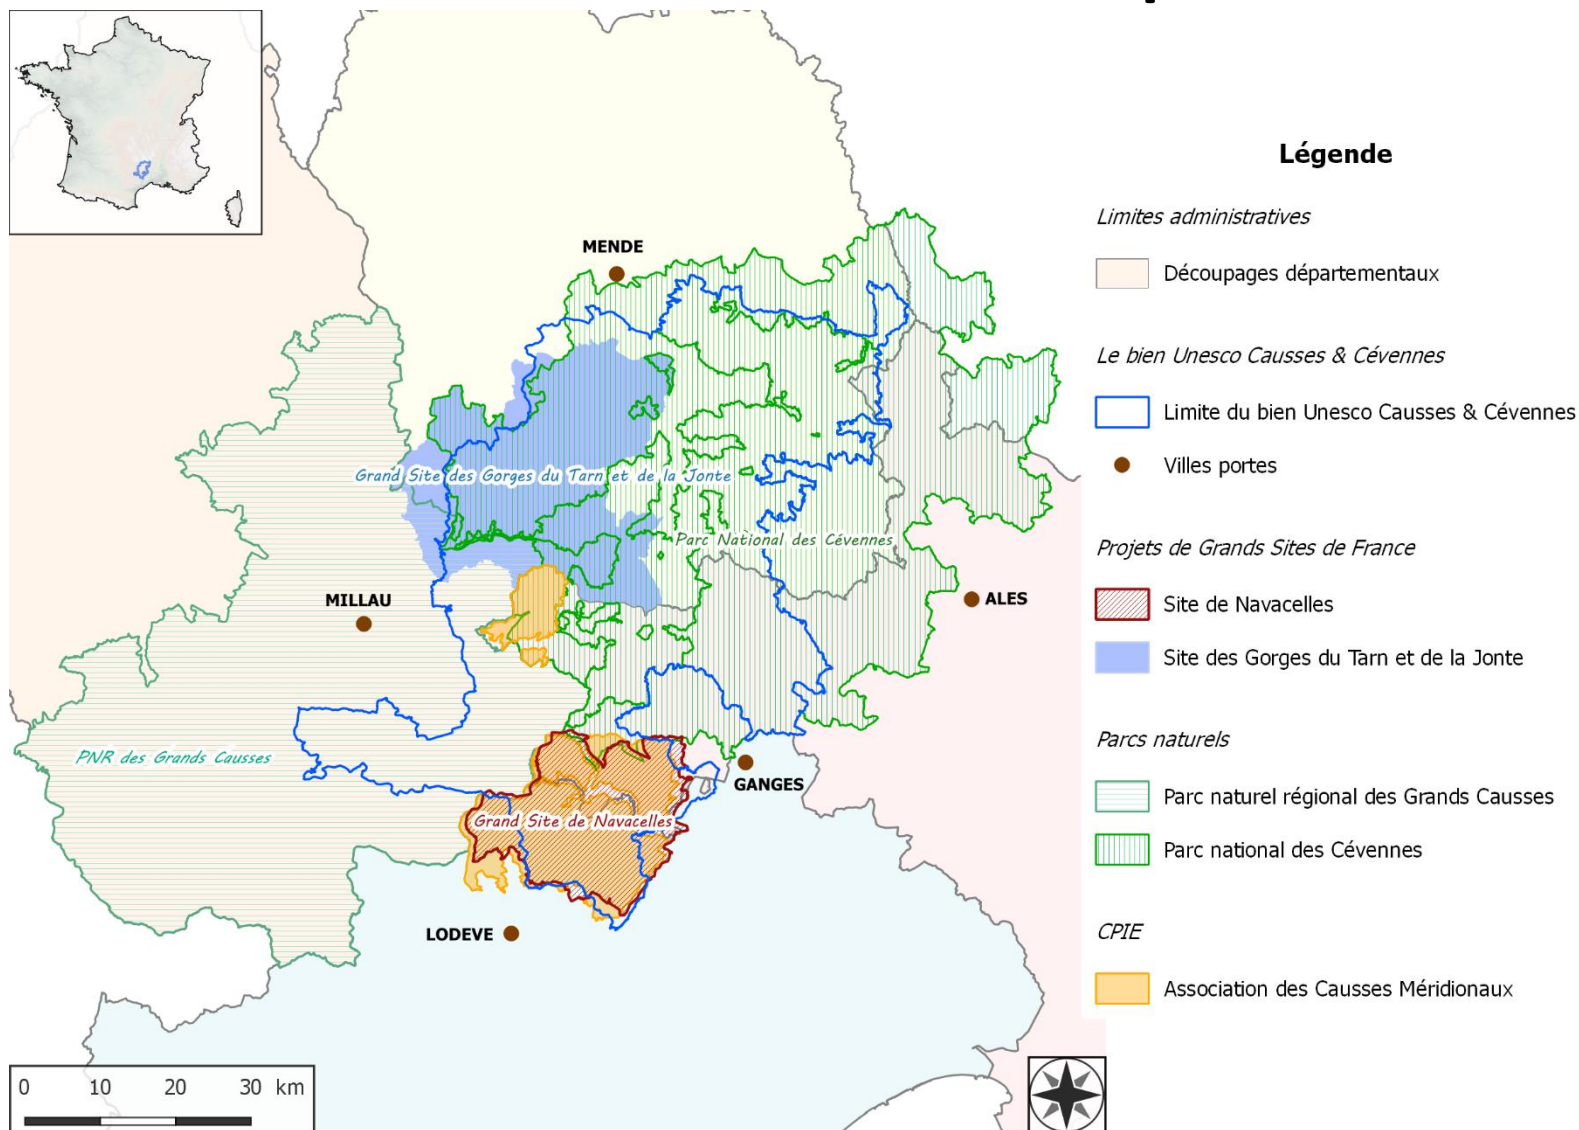 MENDE
Grand Site des Gorges du Tarn et de la Jonte
Parc National des Cévennes
MILLAU
ALES
PNR des Grands Causses
GANGES
Grand Site de Navacelles
LODEVE
0 10 20 30 km
Légende
Limites administratives
Découpages départementaux
Le bien Unesco Causses & Cévennes
Limite du bien Unesco Causses & Cévennes
Villes portes
Projets de Grands Sites de France
Site de Navacelles
Site des Gorges du Tarn et de la Jonte
Parcs naturels
Parc naturel régional des Grands Causses
Parc national des Cévennes
CPIE
Association des Causses Méridionaux